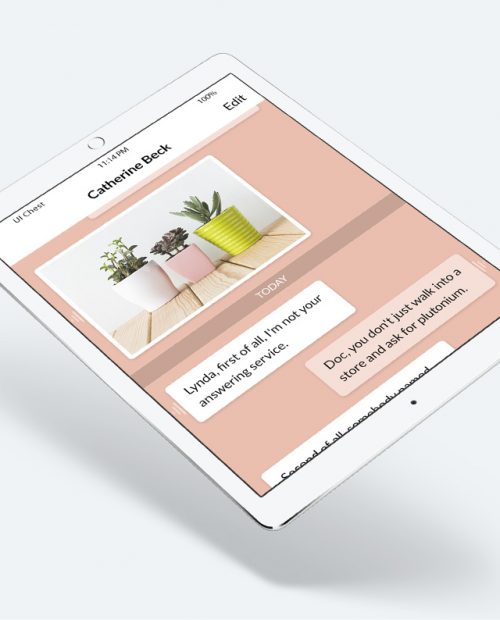 UI Chest
11:14 PM
100%
Catherine Beck
Edit
TODAY
Lynda, first of all, I'm not your
answering service.
Doc, you don't just walk into a
store and ask for plutonium.
Second of all, somebody named